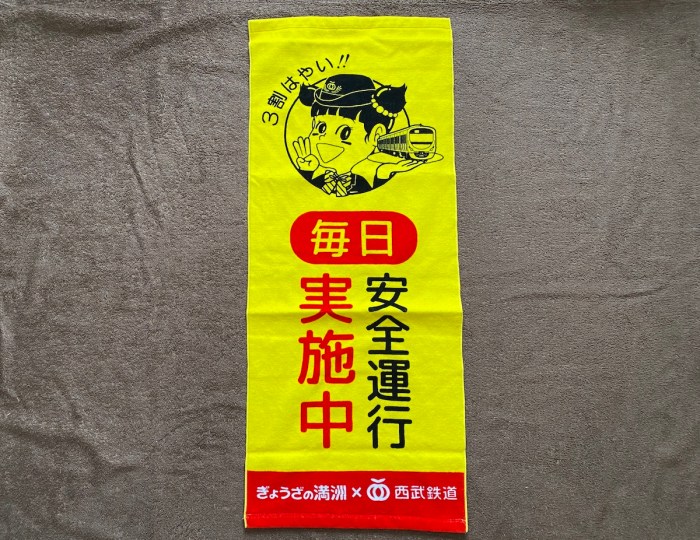 3割はやい!!
毎日
安全運行
実施中
ぎょうざの満洲 × 西武鉄道